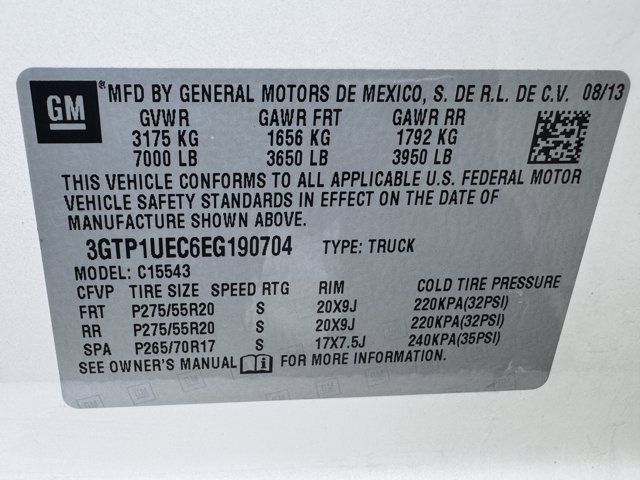 GM ® MFD BY GENERAL MOTORS DE MEXICO, S. DE R.L. DE C.V. 08/13
GVWR GAWR FRT GAWR RR
3175 KG 1656 KG 1792 KG
7000 LB 3650 LB 3950 LB
THIS VEHICLE CONFORMS TO ALL APPLICABLE U.S. FEDERAL MOTOR
VEHICLE SAFETY STANDARDS IN EFFECT ON THE DATE OF
MANUFACTURE SHOWN ABOVE.
3GTP1UEC6EG190704 TYPE: TRUCK
MODEL: C15543
CFVP TIRE SIZE SPEED RTG RIM COLD TIRE PRESSURE
FRT P275/55R20 S 20X9J 220KPA(32PSI)
RR P275/55R20 S 20X9J 220KPA(32PSI)
SPA P265/70R17 S 17X7.5J 240KPA(35PSI)
SEE OWNER'S MANUAL FOR MORE INFORMATION.